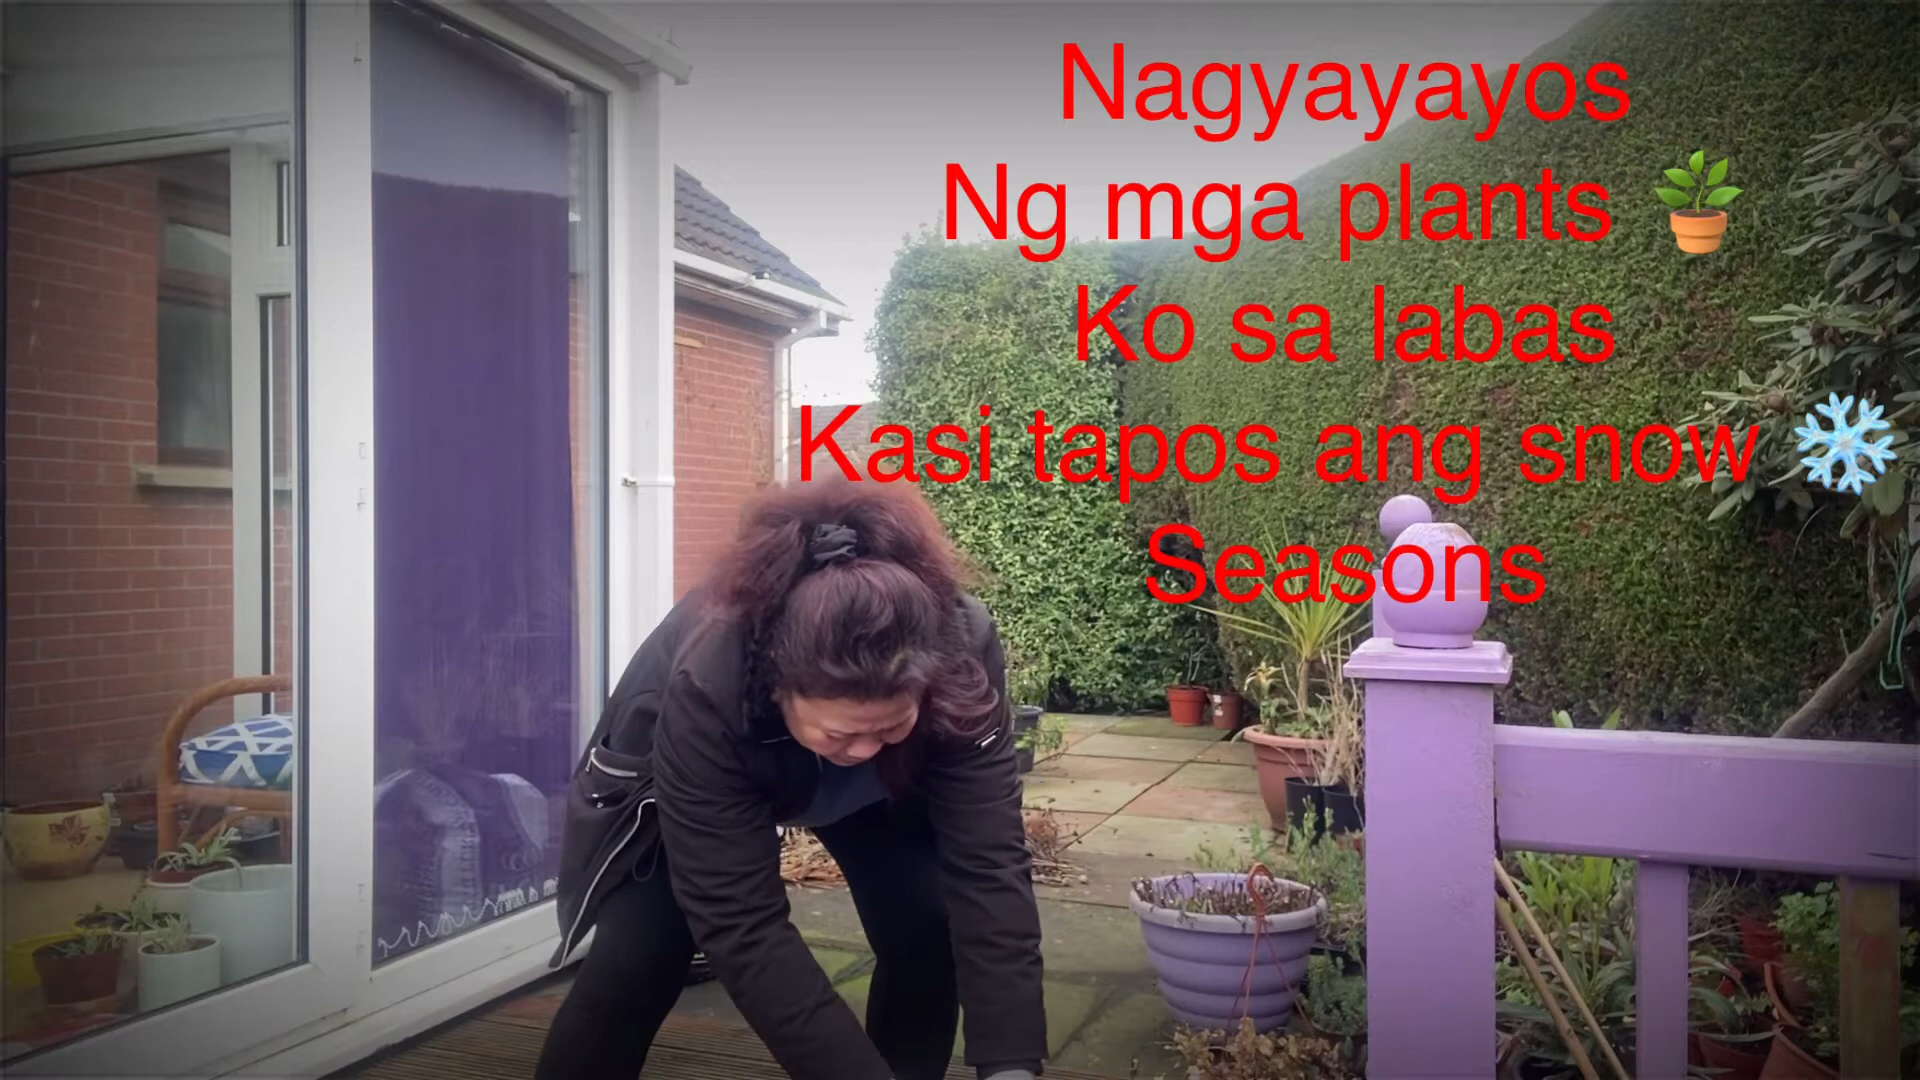 Nagyayayos
Ng mga plants 🪴
Ko sa labas
Kasi tapos ang snow ❄️
Seasons